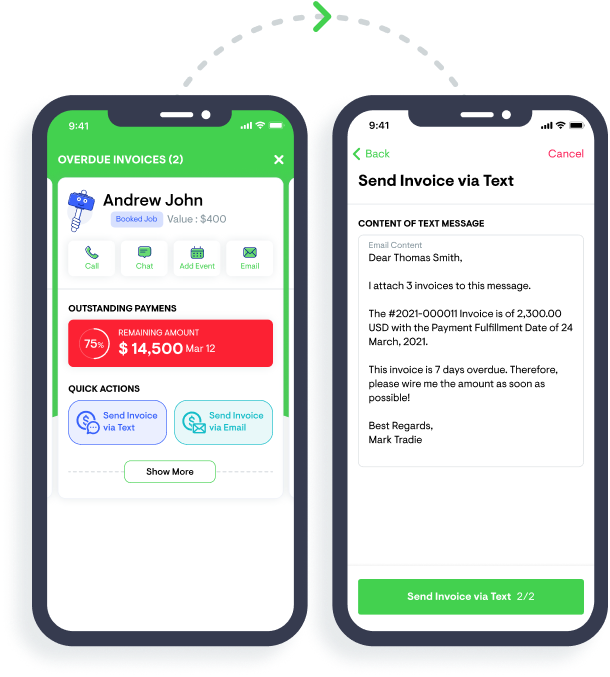 9:41
OVERDUE INVOICES (2)
Andrew John
Booked Job Value : $400
Call Chat Add Event Email
OUTSTANDING PAYMENS
75%
REMAINING AMOUNT
$ 14,500 Mar 12
QUICK ACTIONS
Send Invoice
via Text
Send Invoice
via Email
Show More
9:41
Back Cancel
Send Invoice via Text
CONTENT OF TEXT MESSAGE
Email Content
Dear Thomas Smith,
I attach 3 invoices to this message.
The #2021-000011 Invoice is of 2,300.00
USD with the Payment Fulfillment Date of 24
March, 2021.
This invoice is 7 days overdue. Therefore,
please wire me the amount as soon as
possible!
Best Regards,
Mark Tradie
Send Invoice via Text 2/2